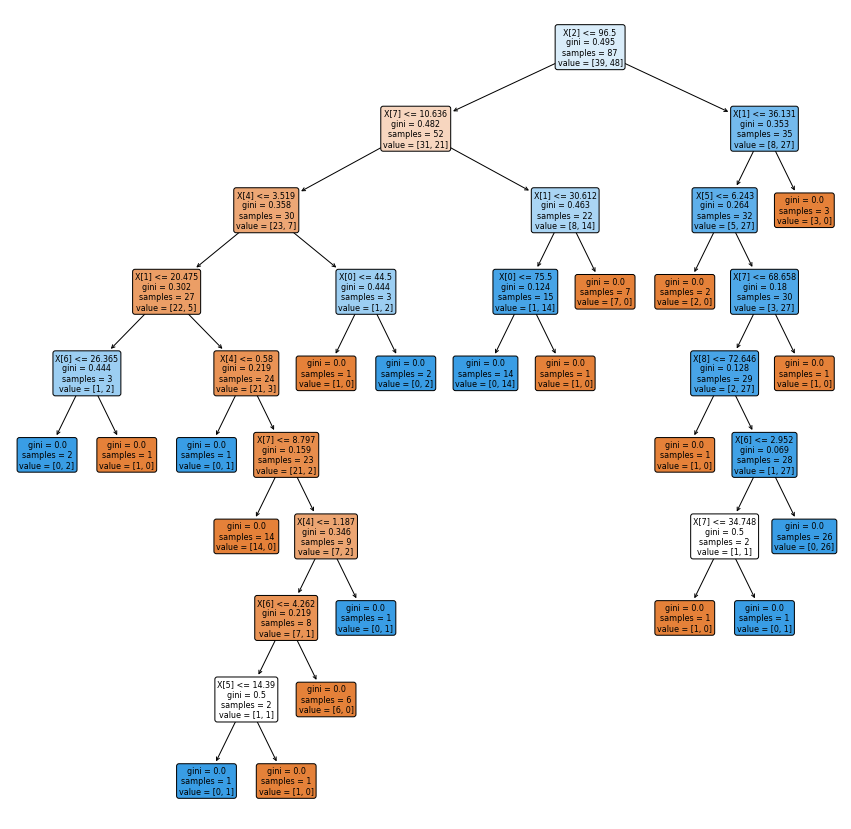 X[2] <= 96.5
gini = 0.495
samples = 87
value = [39, 48]
X[7] <= 10.636
gini = 0.482
samples = 52
value = [31, 21]
X[1] <= 36.131
gini = 0.353
samples = 35
value = [8, 27]
X[4] <= 3.519
gini = 0.358
samples = 30
value = [23, 7]
X[1] <= 30.612
gini = 0.463
samples = 22
value = [8, 14]
X[5] <= 6.243
gini = 0.264
samples = 32
value = [5, 27]
gini = 0.0
samples = 3
value = [3, 0]
X[1] <= 20.475
gini = 0.302
samples = 27
value = [22, 5]
X[0] <= 44.5
gini = 0.444
samples = 3
value = [1, 2]
X[0] <= 75.5
gini = 0.124
samples = 15
value = [1, 14]
gini = 0.0
samples = 7
value = [7, 0]
gini = 0.0
samples = 2
value = [2, 0]
X[7] <= 68.658
gini = 0.18
samples = 30
value = [3, 27]
X[6] <= 26.365
gini = 0.444
samples = 3
value = [1, 2]
X[4] <= 0.58
gini = 0.219
samples = 24
value = [21, 3]
gini = 0.0
samples = 1
value = [1, 0]
gini = 0.0
samples = 2
value = [0, 2]
gini = 0.0
samples = 14
value = [0, 14]
gini = 0.0
samples = 1
value = [1, 0]
X[8] <= 72.646
gini = 0.128
samples = 29
value = [2, 27]
gini = 0.0
samples = 1
value = [1, 0]
gini = 0.0
samples = 2
value = [0, 2]
gini = 0.0
samples = 1
value = [1, 0]
gini = 0.0
samples = 1
value = [0, 1]
X[7] <= 8.797
gini = 0.159
samples = 23
value = [21, 2]
gini = 0.0
samples = 1
value = [1, 0]
X[6] <= 2.952
gini = 0.069
samples = 28
value = [1, 27]
gini = 0.0
samples = 14
value = [14, 0]
X[4] <= 1.187
gini = 0.346
samples = 9
value = [7, 2]
X[7] <= 34.748
gini = 0.5
samples = 2
value = [1, 1]
gini = 0.0
samples = 26
value = [0, 26]
X[6] <= 4.262
gini = 0.219
samples = 8
value = [7, 1]
gini = 0.0
samples = 1
value = [0, 1]
gini = 0.0
samples = 1
value = [1, 0]
gini = 0.0
samples = 1
value = [0, 1]
X[5] <= 14.39
gini = 0.5
samples = 2
value = [1, 1]
gini = 0.0
samples = 6
value = [6, 0]
gini = 0.0
samples = 1
value = [0, 1]
gini = 0.0
samples = 1
value = [1, 0]